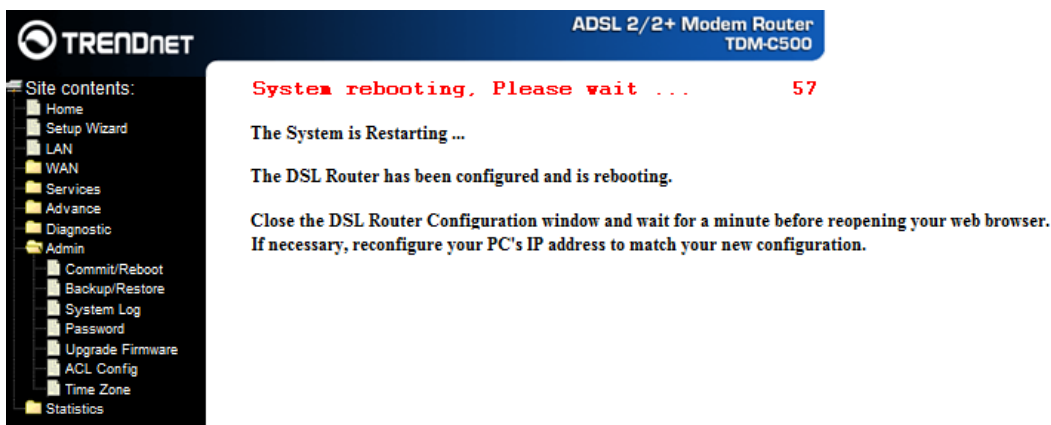 TRENDNET
ADSL 2/2+ Modem Router
TDM-C500
Site contents:
Home
Setup Wizard
LAN
WAN
Services
Advance
Diagnostic
Admin
Commit/Reboot
Backup/Restore
System Log
Password
Upgrade Firmware
ACL Config
Time Zone
Statistics
System rebooting, Please wait ... 57
The System is Restarting ...
The DSL Router has been configured and is rebooting.
Close the DSL Router Configuration window and wait for a minute before reopening your web browser.
If necessary, reconfigure your PC's IP address to match your new configuration.